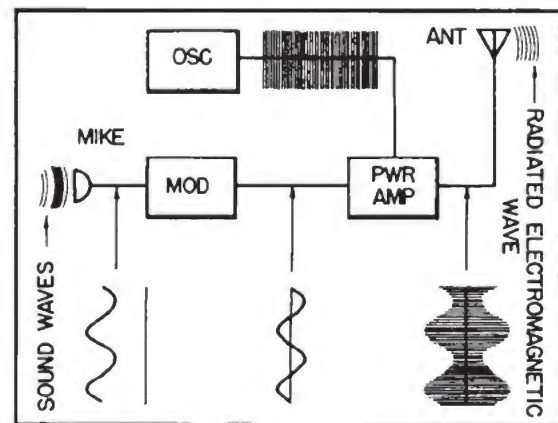 OSC
ANT
MIKE
MOD
PWR
AMP
SOUND WAVES
RADIATED ELECTROMAGNETIC
WAVE